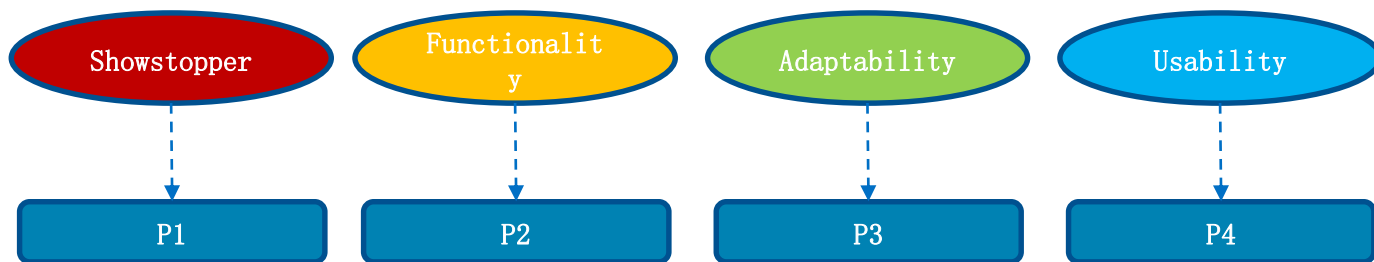 Showstopper
Functionalit
y
Adaptability
Usability
P1
P2
P3
P4